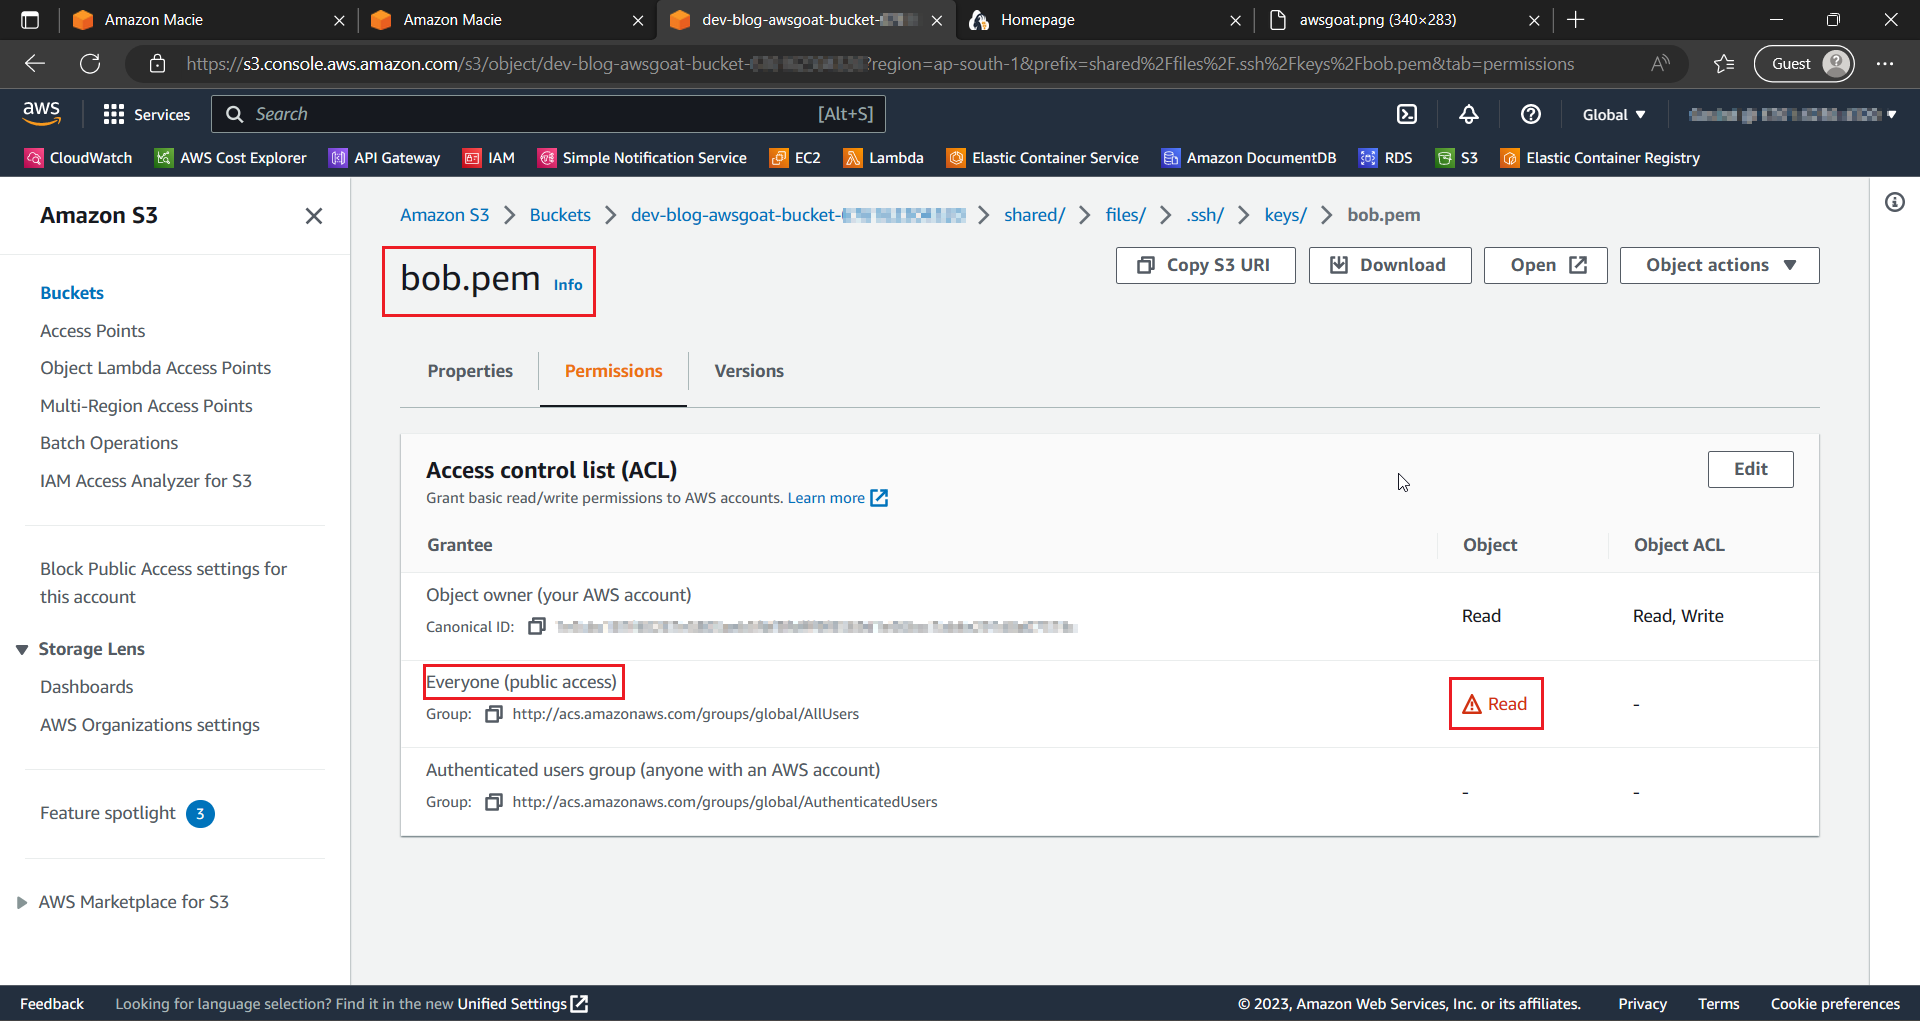 Amazon Macie
Amazon Macie
dev-blog-awsgoat-bucket-
Homepage
awsgoat.png (340×283)
https://s3.console.aws.amazon.com/s3/object/dev-blog-awsgoat-bucket-
?region=ap-south-1&prefix=shared%2Ffiles%2F.ssh%2Fkeys%2Fbob.pem&tab=permissions
Guest
aws
Services
Search
[Alt+S]
Global
CloudWatch
AWS Cost Explorer
API Gateway
IAM
Simple Notification Service
EC2
Lambda
Elastic Container Service
Amazon DocumentDB
RDS
S3
Elastic Container Registry
Amazon S3
Buckets
Access Points
Object Lambda Access Points
Multi-Region Access Points
Batch Operations
IAM Access Analyzer for S3
Block Public Access settings for
this account
Storage Lens
Dashboards
AWS Organizations settings
Feature spotlight 3
AWS Marketplace for S3
Amazon S3 > Buckets > dev-blog-awsgoat-bucket- > shared/ > files/ > .ssh/ > keys/ > bob.pem
bob.pem Info
Copy S3 URI
Download
Open
Object actions
Properties
Permissions
Versions
Access control list (ACL)
Grant basic read/write permissions to AWS accounts. Learn more
Edit
Grantee
Object
Object ACL
Object owner (your AWS account)
Canonical ID:
Read
Read, Write
Everyone (public access)
Group: http://acs.amazonaws.com/groups/global/AllUsers
Read
-
Authenticated users group (anyone with an AWS account)
Group: http://acs.amazonaws.com/groups/global/AuthenticatedUsers
-
-
Feedback
Looking for language selection? Find it in the new Unified Settings
© 2023, Amazon Web Services, Inc. or its affiliates.
Privacy
Terms
Cookie preferences